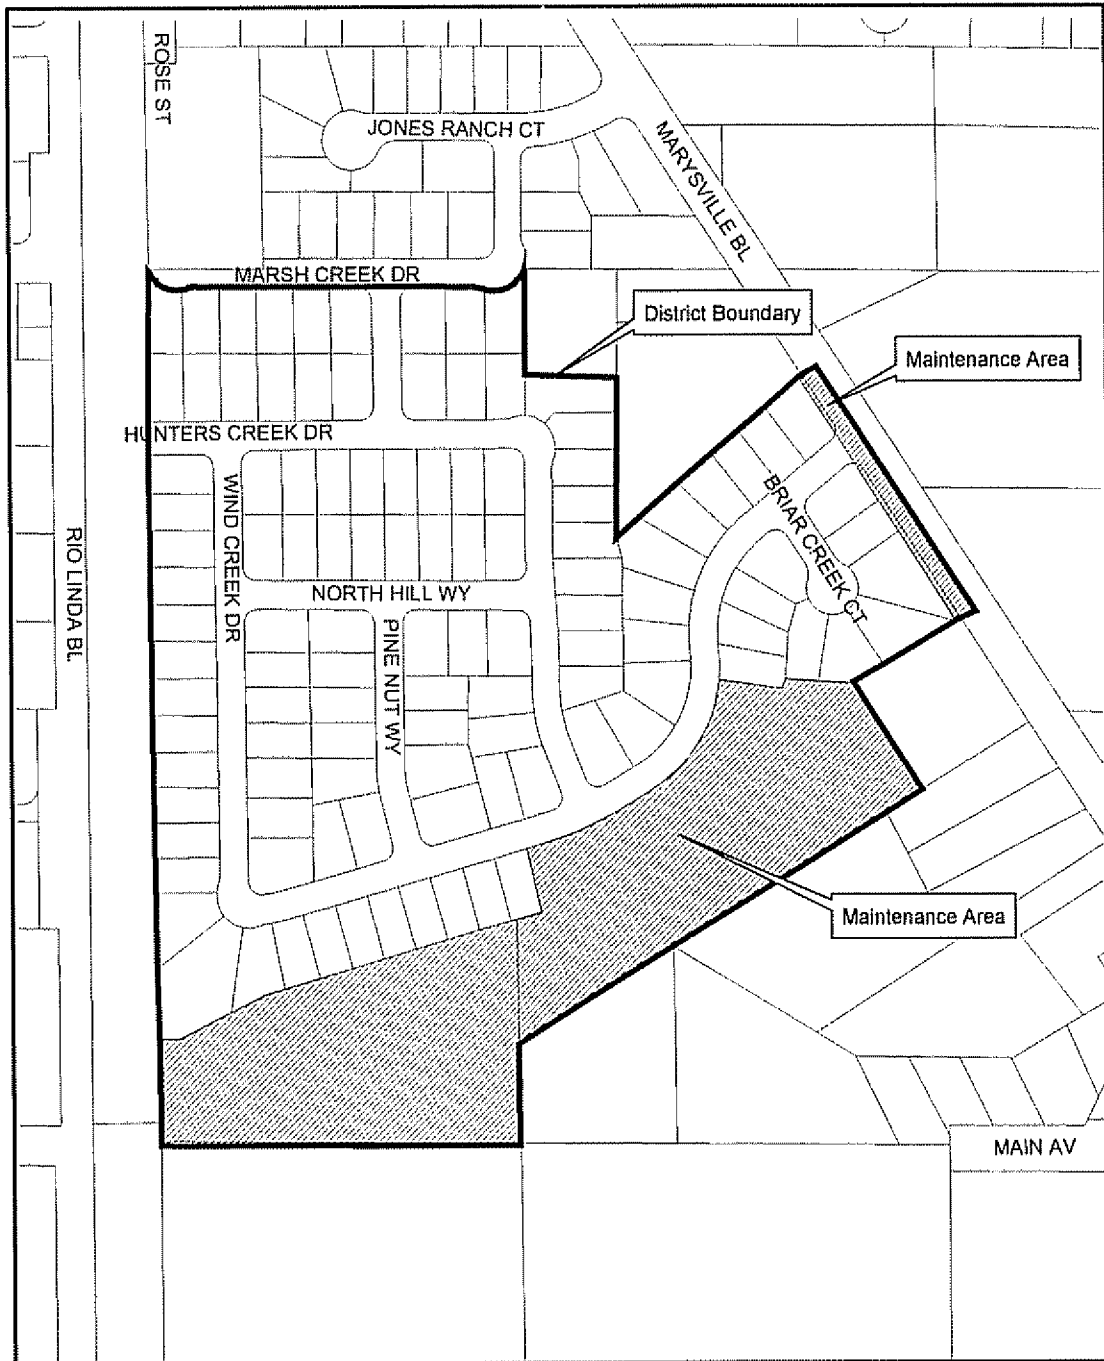 ROSE ST
JONES RANCH CT
MARYSVILLE BL
MARSH CREEK DR
District Boundary
Maintenance Area
HUNTERS CREEK DR
WIND CREEK DR
BRIAR CREEK CT
RIO LINDA BL
NORTH HILL WY
PINE NUT WY
Maintenance Area
MAIN AV